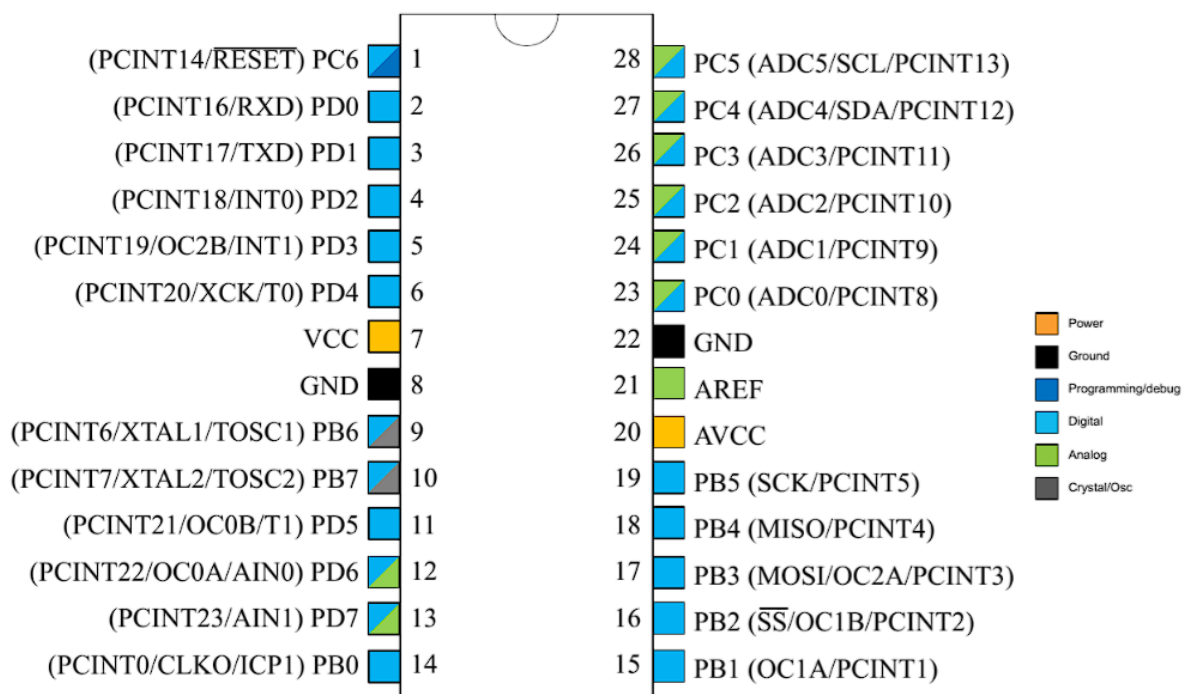 (PCINT14/RESET) PC6 1
(PCINT16/RXD) PD0 2
(PCINT17/TXD) PD1 3
(PCINT18/INT0) PD2 4
(PCINT19/OC2B/INT1) PD3 5
(PCINT20/XCK/T0) PD4 6
VCC 7
GND 8
(PCINT6/XTAL1/TOSC1) PB6 9
(PCINT7/XTAL2/TOSC2) PB7 10
(PCINT21/OC0B/T1) PD5 11
(PCINT22/OC0A/AIN0) PD6 12
(PCINT23/AIN1) PD7 13
(PCINT0/CLKO/ICP1) PB0 14
28 PC5 (ADC5/SCL/PCINT13)
27 PC4 (ADC4/SDA/PCINT12)
26 PC3 (ADC3/PCINT11)
25 PC2 (ADC2/PCINT10)
24 PC1 (ADC1/PCINT9)
23 PC0 (ADC0/PCINT8)
22 GND
21 AREF
20 AVCC
19 PB5 (SCK/PCINT5)
18 PB4 (MISO/PCINT4)
17 PB3 (MOSI/OC2A/PCINT3)
16 PB2 (SS/OC1B/PCINT2)
15 PB1 (OC1A/PCINT1)
Power
Ground
Programming/debug
Digital
Analog
Crystal/Osc